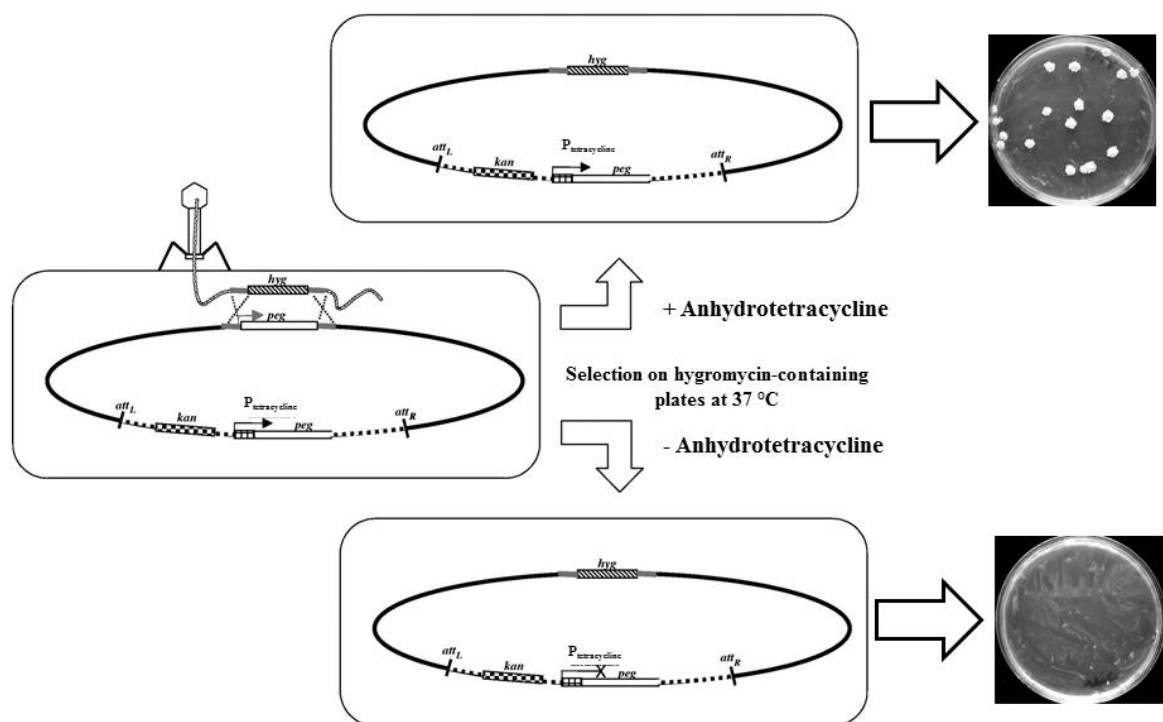 hyg
att_L
kan
P_tetracycline
peg
att_R
hyg
peg
att_L
kan
P_tetracycline
peg
att_R
+ Anhydrotetracycline
Selection on hygromycin-containing
plates at 37 °C
- Anhydrotetracycline
hyg
att_L
kan
P_tetracycline
X
peg
att_R